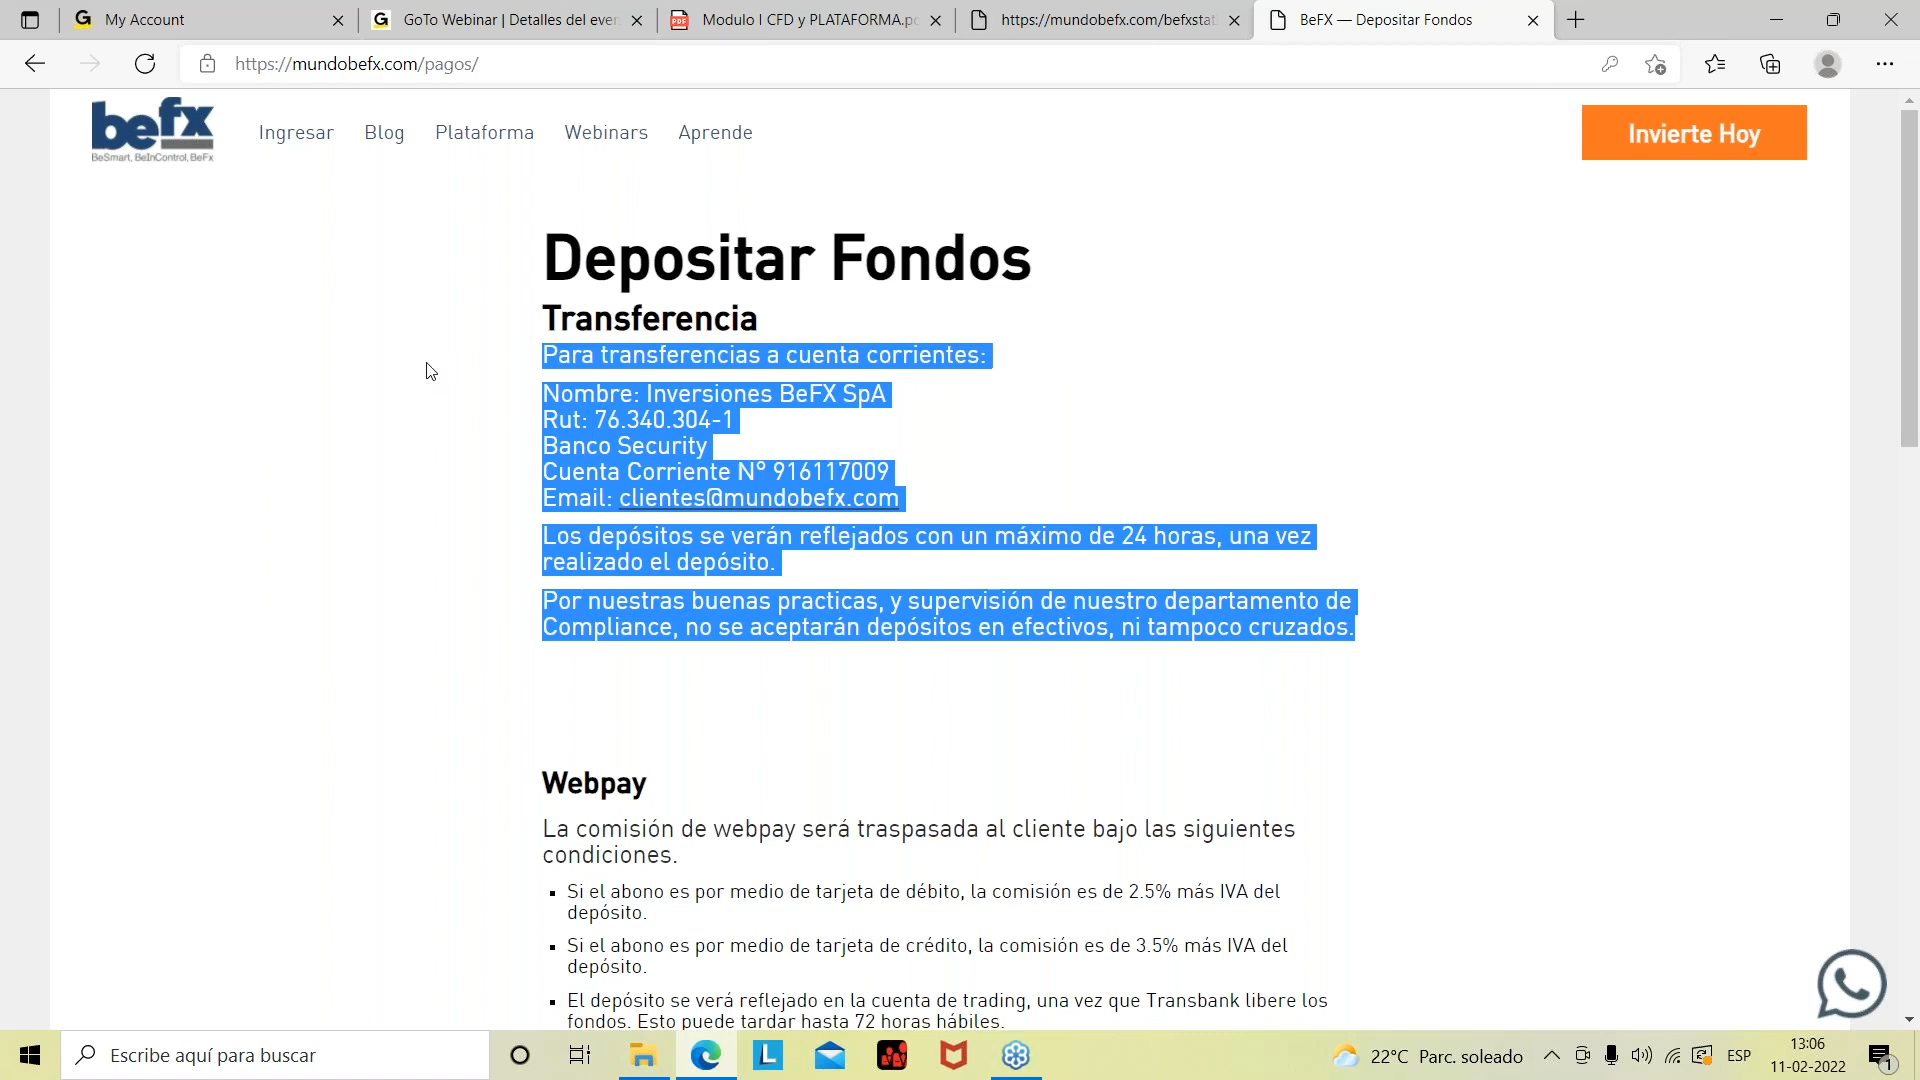 My Account
GoTo Webinar | Detalles del even
Modulo I CFD y PLATAFORMA.p
https://mundobefx.com/befxstat
BeFX — Depositar Fondos
https://mundobefx.com/pagos/
befx
BeSmart, BeInControl, BeFx
Ingresar
Blog
Plataforma
Webinars
Aprende
Invierte Hoy
Depositar Fondos
Transferencia
Para transferencias a cuenta corrientes:
Nombre: Inversiones BeFX SpA
Rut: 76.340.304-1
Banco Security
Cuenta Corriente Nº 916117009
Email: clientes@mundobefx.com
Los depósitos se verán reflejados con un máximo de 24 horas, una vez
realizado el depósito.
Por nuestras buenas practicas, y supervisión de nuestro departamento de
Compliance, no se aceptarán depósitos en efectivos, ni tampoco cruzados.
Webpay
La comisión de webpay será traspasada al cliente bajo las siguientes
condiciones.
Si el abono es por medio de tarjeta de débito, la comisión es de 2.5% más IVA del
depósito.
Si el abono es por medio de tarjeta de crédito, la comisión es de 3.5% más IVA del
depósito.
El depósito se verá reflejado en la cuenta de trading, una vez que Transbank libere los
fondos. Esto puede tardar hasta 72 horas hábiles.
Escribe aquí para buscar
22°C Parc. soleado
ESP
13:06
11-02-2022
1